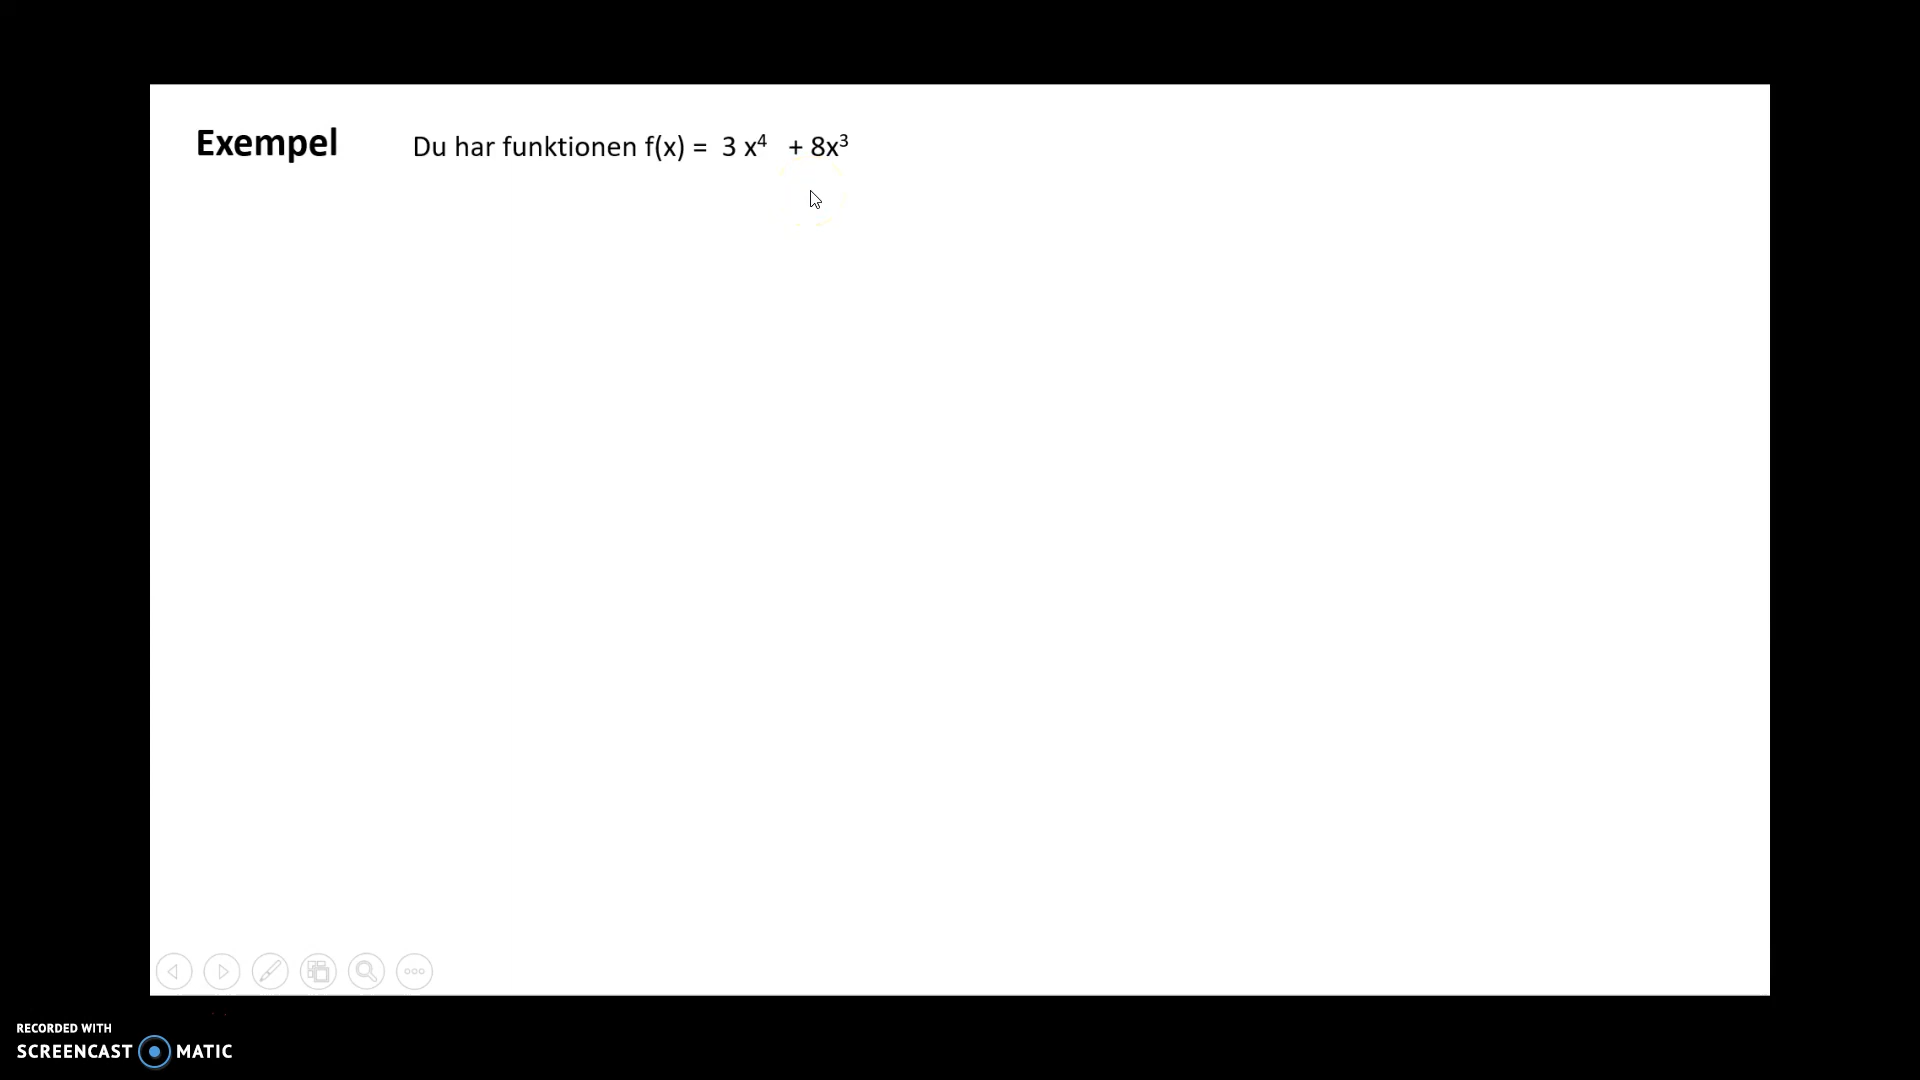 Exempel Du har funktionen f(x) = 3 x⁴ + 8x³
RECORDED WITH
SCREENCAST MATIC